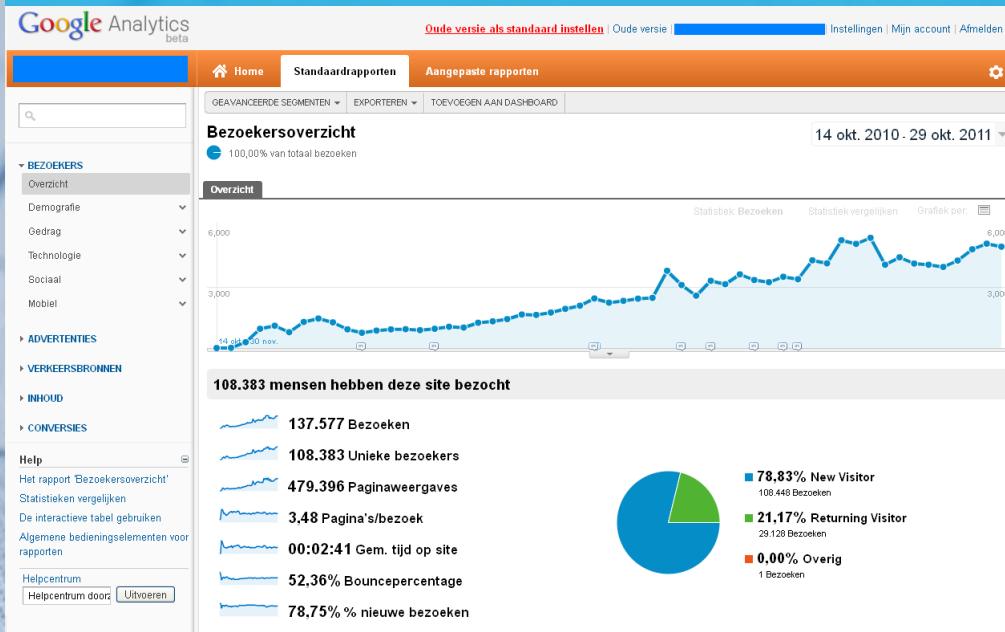 Google Analytics
beta
Oude versie als standaard instellen | Oude versie | | Instellingen | Mijn account | Afmelden
Home Standaardrapporten Aangepaste rapporten
GEAVANCEERDE SEGMENTEN EXPORTEREN TOEVOEGEN AAN DASHBOARD
Bezoekersoverzicht
14 okt. 2010 - 29 okt. 2011
100,00% van totaal bezoeken
BEZOEKERS
Overzicht
Demografie
Gedrag
Technologie
Sociaal
Mobiel
ADVERTENTIES
VERKEERSBRONNEN
INHOUD
CONVERSIES
Help
Het rapport 'Bezoekersoverzicht'
Statistieken vergelijken
De interactieve tabel gebruiken
Algemene bedieningselementen voor
rapporten
Helpcentrum
Helpcentrum doorz Uitvoeren
Overzicht
Statistiek: Bezoeken Statistiek vergelijken Grafiek per:
6,000 6,000
3,000 3,000
14 okt. 30 nov.
108.383 mensen hebben deze site bezocht
137.577 Bezoeken
108.383 Unieke bezoekers
479.396 Paginaweergaves
3,48 Pagina's/bezoek
00:02:41 Gem. tijd op site
52,36% Bouncepercentage
78,75% % nieuwe bezoeken
78,83% New Visitor
108.448 Bezoeken
21,17% Returning Visitor
29.128 Bezoeken
0,00% Overig
1 Bezoeken